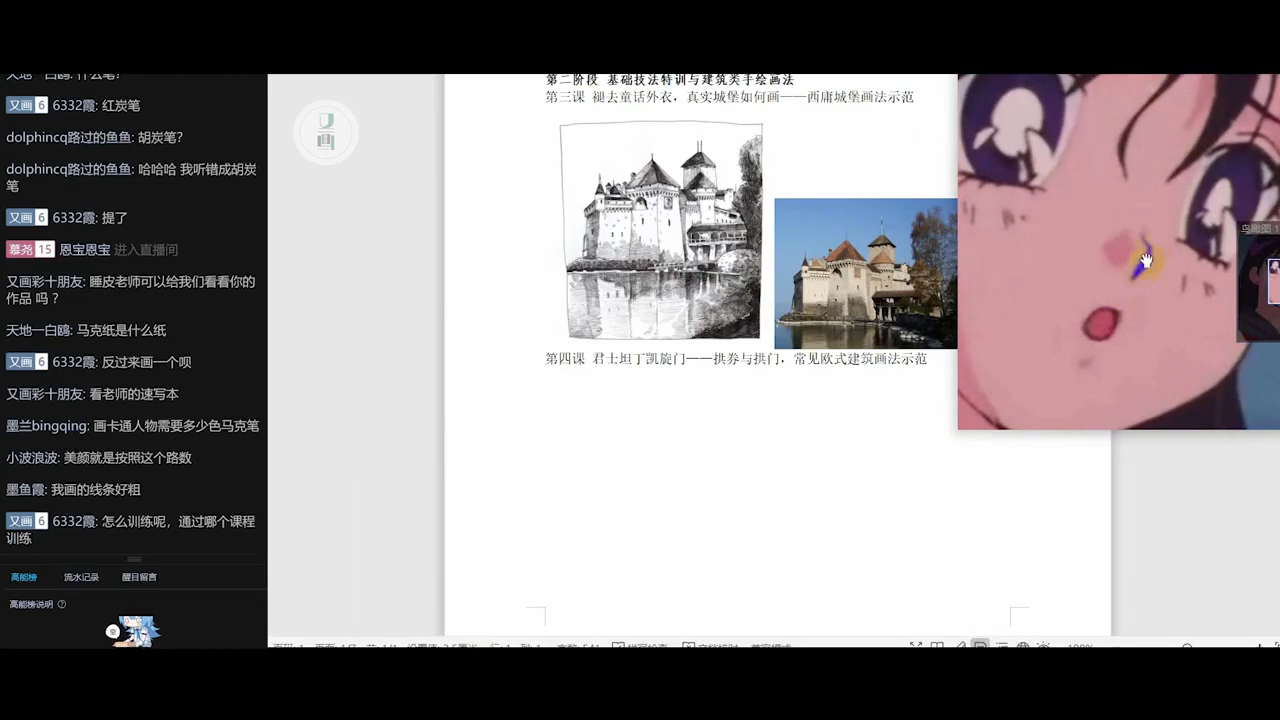 天地一白鸥: 什么笔?
又画 6 6332霞: 红炭笔
dolphincq路过的鱼鱼: 胡炭笔?
dolphincq路过的鱼鱼: 哈哈哈 我听错成胡炭
笔
又画 6 6332霞: 提了
慕尧 15 恩宝恩宝 进入直播间
又画彩十朋友: 睡皮老师可以给我们看看你的
作品 吗 ?
天地一白鸥: 马克纸是什么纸
又画 6 6332霞: 反过来画一个呗
又画彩十朋友: 看老师的速写本
墨兰bingqing: 画卡通人物需要多少色马克笔
小波浪波: 美颜就是按照这个路数
墨鱼霞: 我画的线条好粗
又画 6 6332霞: 怎么训练呢，通过哪个课程
训练
高能榜 流水记录 醒目留言
高能榜说明
第二阶段 基础技法特训与建筑类手绘画法
第三课 褪去童话外衣，真实城堡如何画——西庸城堡画法示范
第四课 君士坦丁凯旋门——拱券与拱门，常见欧式建筑画法示范
鸟瞰图 1